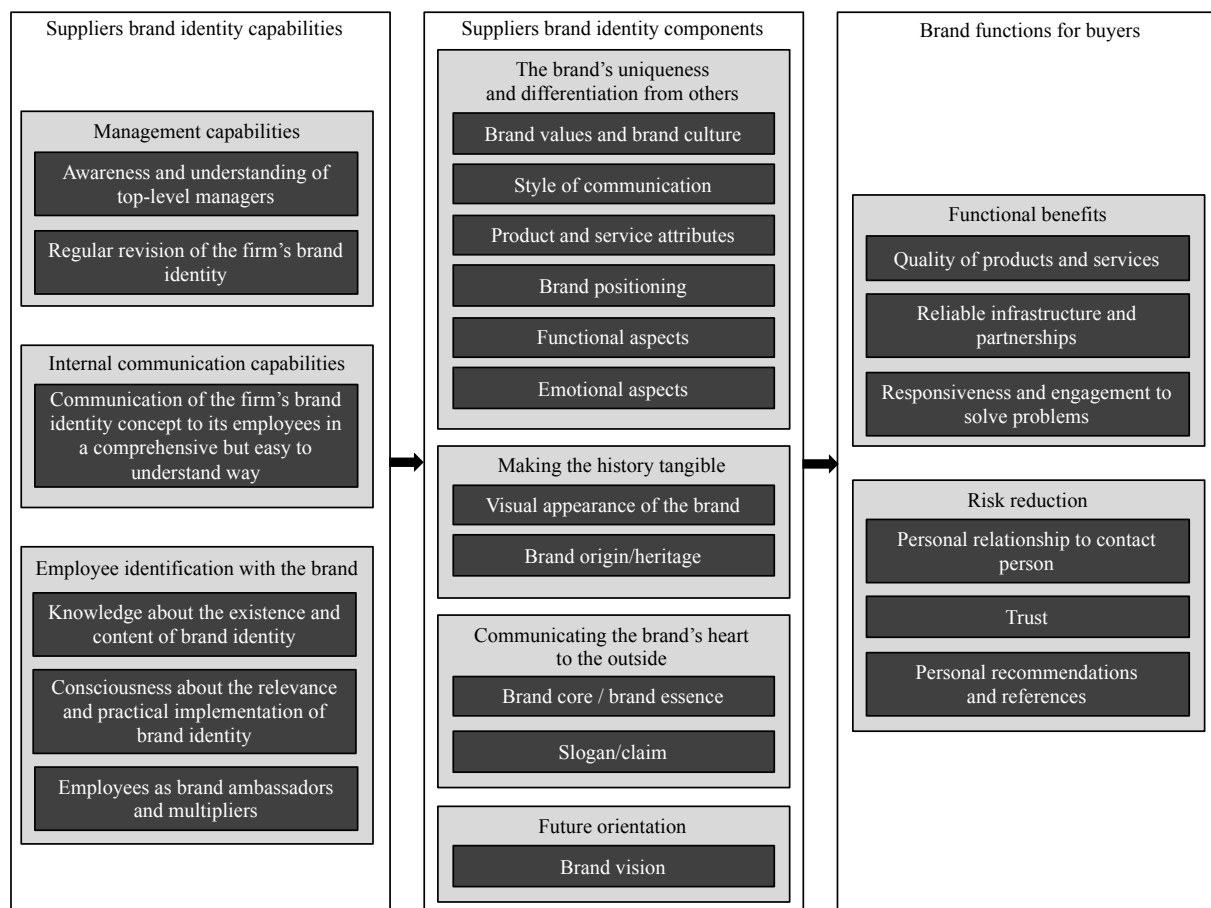 Suppliers brand identity capabilities
Management capabilities
Awareness and understanding of
top-level managers
Regular revision of the firm’s brand
identity
Internal communication capabilities
Communication of the firm’s brand
identity concept to its employees in
a comprehensive but easy to
understand way
Employee identification with the brand
Knowledge about the existence and
content of brand identity
Consciousness about the relevance
and practical implementation of
brand identity
Employees as brand ambassadors
and multipliers
Suppliers brand identity components
The brand’s uniqueness
and differentiation from others
Brand values and brand culture
Style of communication
Product and service attributes
Brand positioning
Functional aspects
Emotional aspects
Making the history tangible
Visual appearance of the brand
Brand origin/heritage
Communicating the brand’s heart
to the outside
Brand core / brand essence
Slogan/claim
Future orientation
Brand vision
Brand functions for buyers
Functional benefits
Quality of products and services
Reliable infrastructure and
partnerships
Responsiveness and engagement to
solve problems
Risk reduction
Personal relationship to contact
person
Trust
Personal recommendations
and references